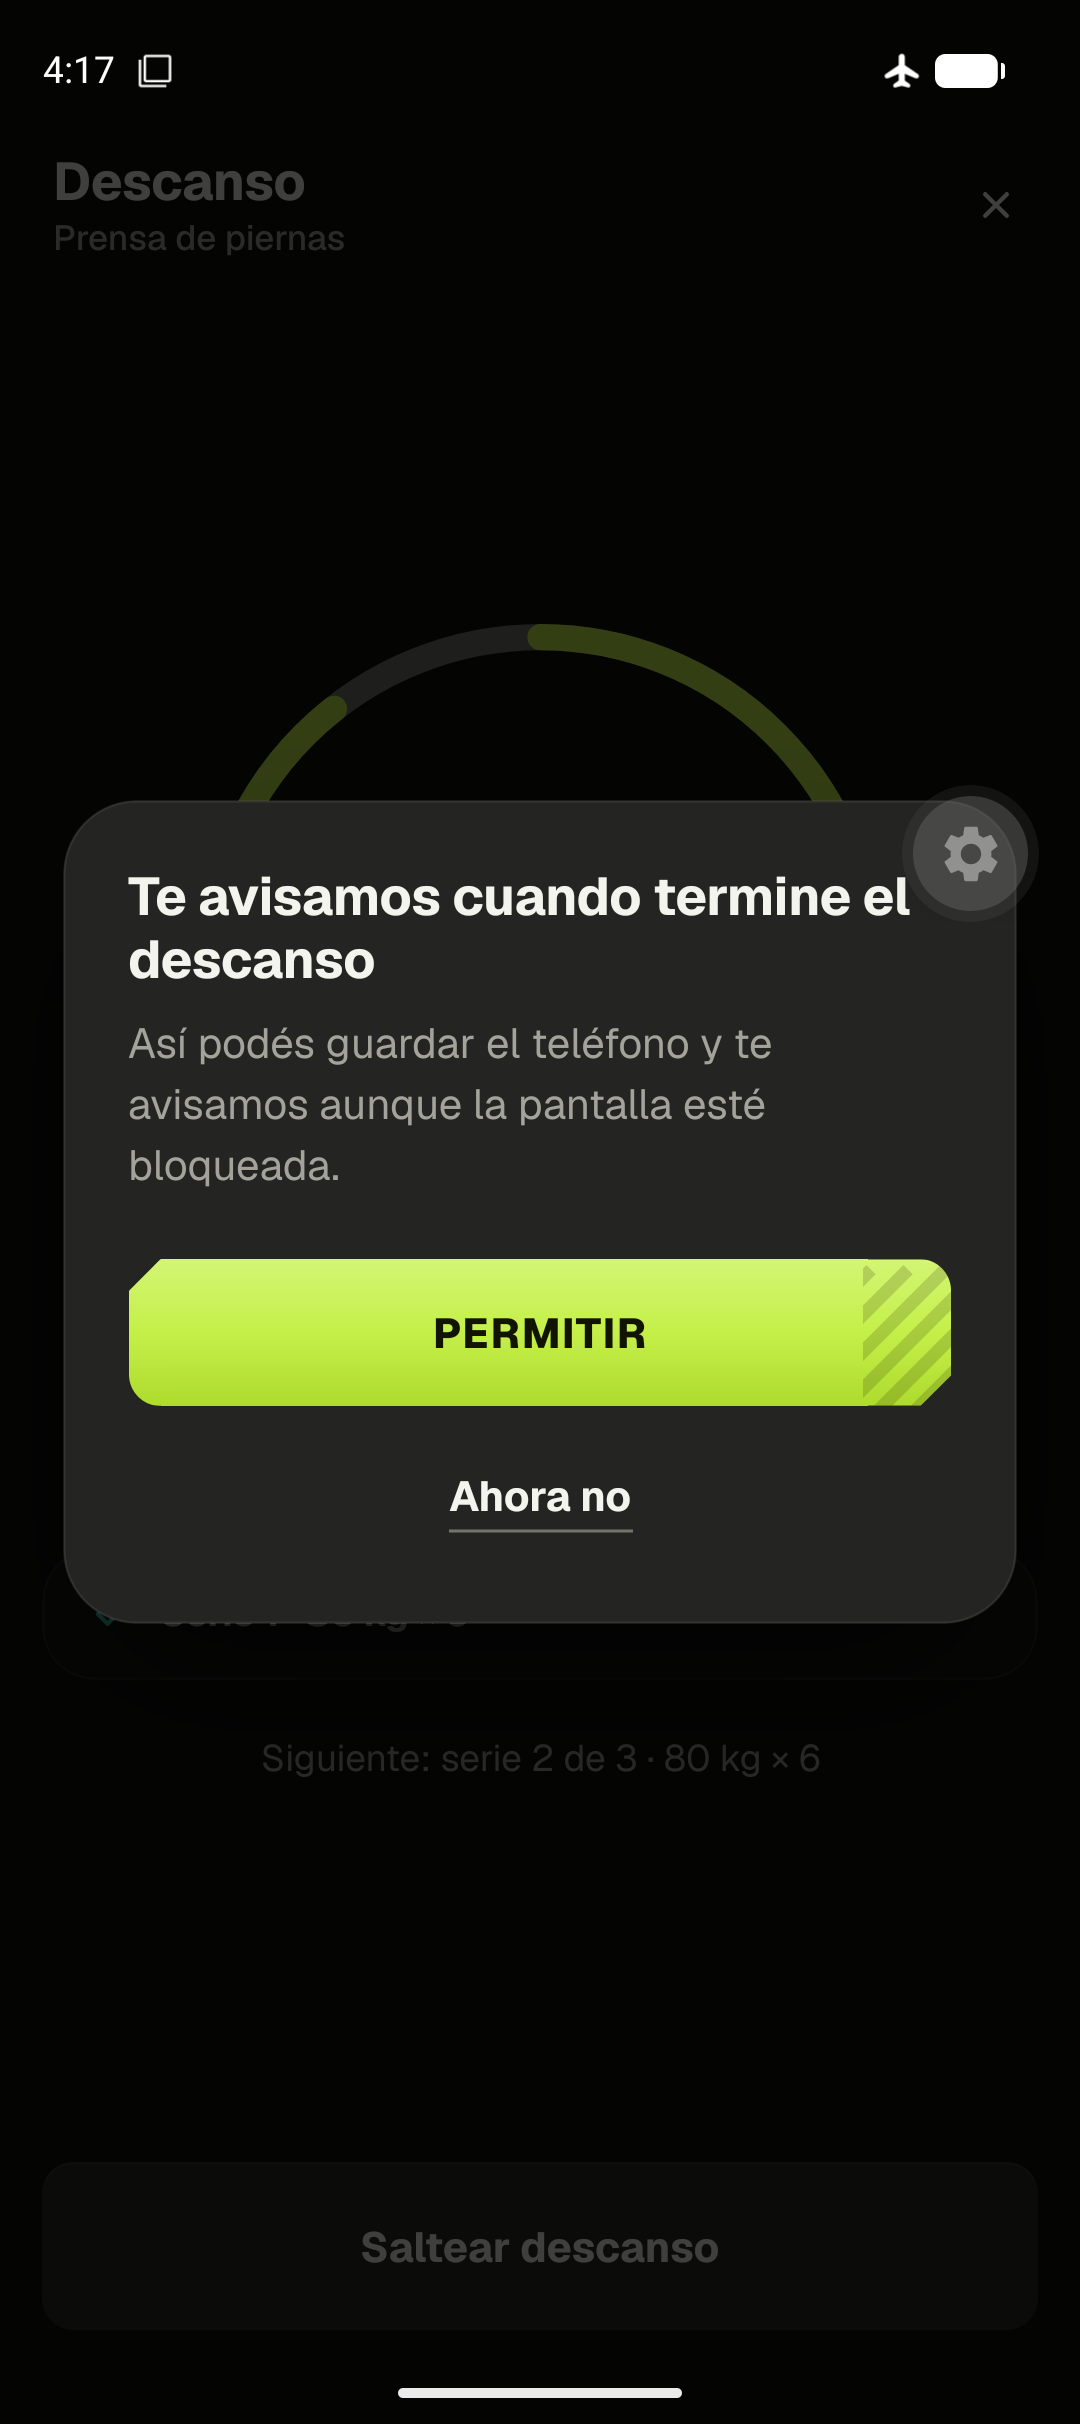 4:17
Descanso
Prensa de piernas
Te avisamos cuando termine el
descanso
Así podés guardar el teléfono y te
avisamos aunque la pantalla esté
bloqueada.
PERMITIR
Ahora no
Siguiente: serie 2 de 3 · 80 kg × 6
Saltear descanso